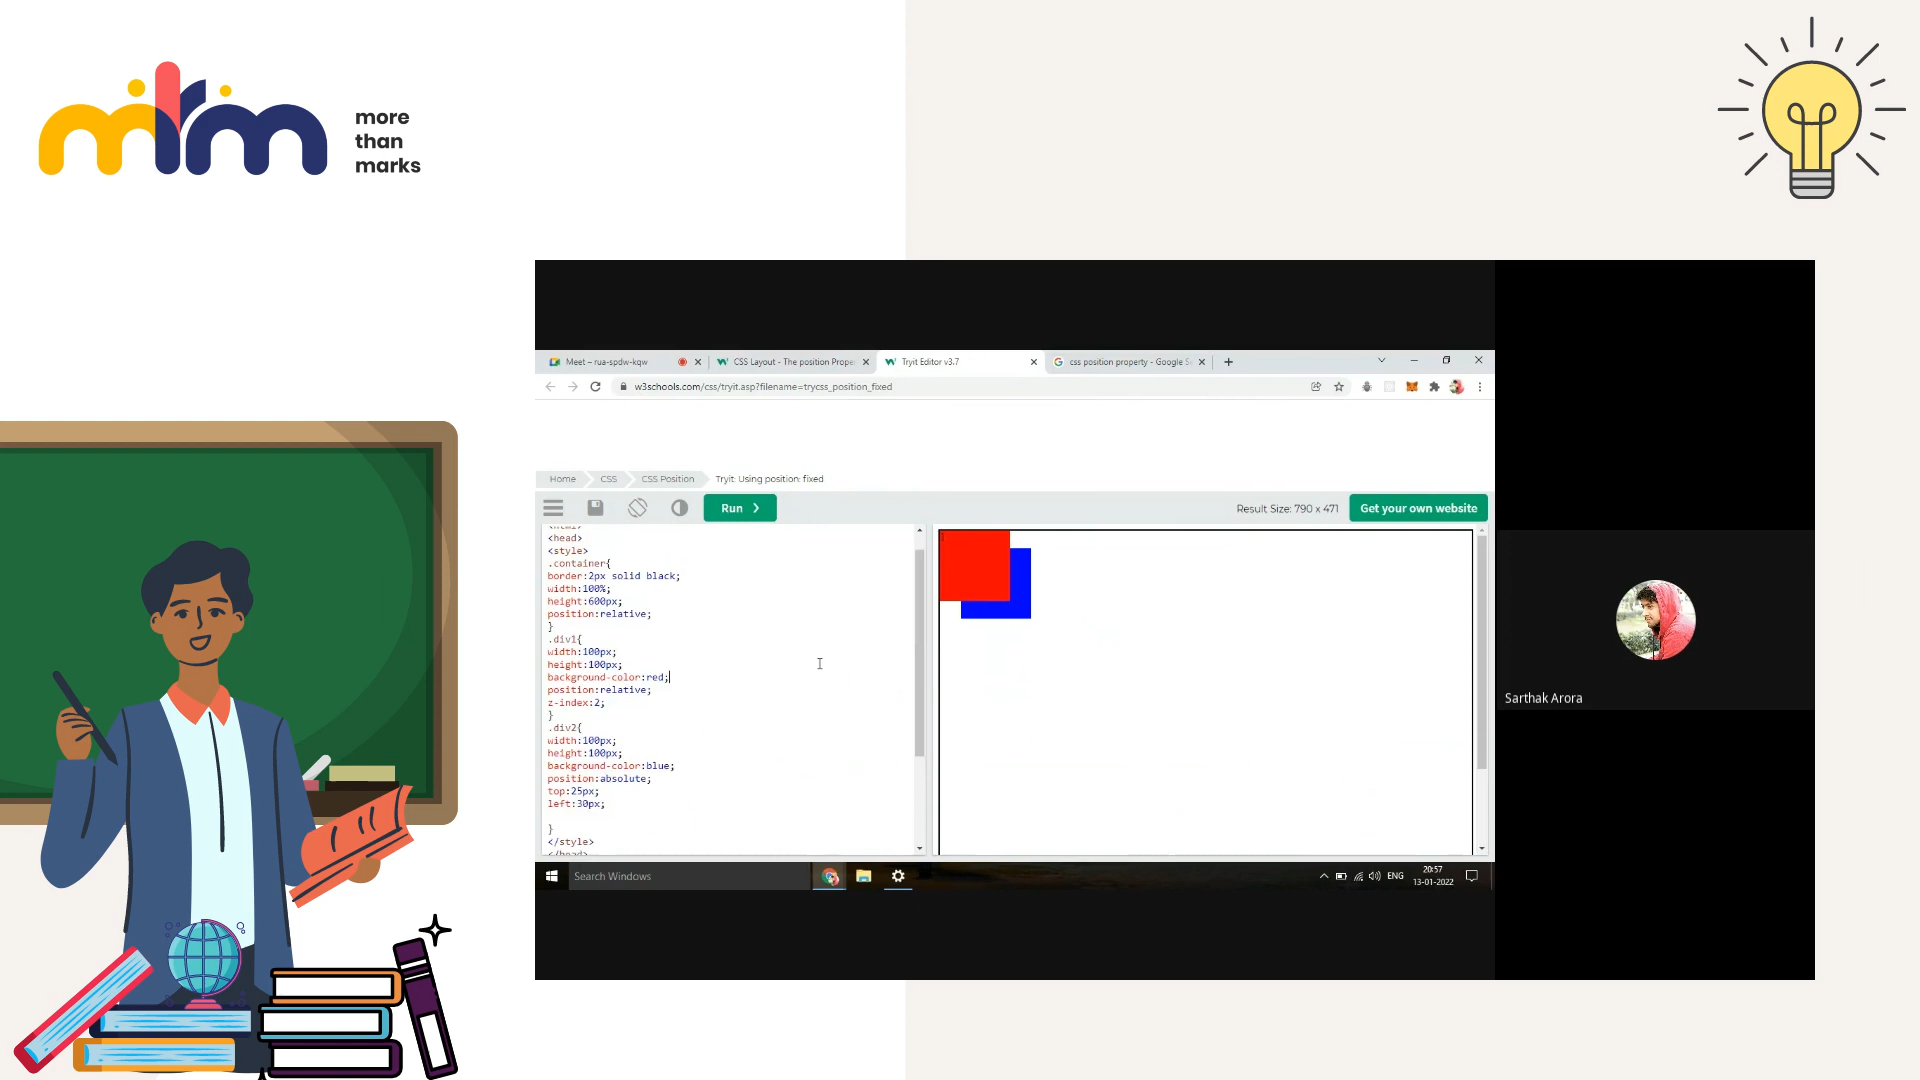 mtm
more
than
marks
Meet – rua-spdw-kqw
CSS Layout - The position Prope
Tryit Editor v3.7
css position property - Google S
w3schools.com/css/tryit.asp?filename=trycss_position_fixed
Home
CSS
CSS Position
Tryit: Using position: fixed
Run
Result Size: 790 x 471
Get your own website
<html>
<head>
<style>
.container{
border:2px solid black;
width:100%;
height:600px;
position:relative;
}
.div1{
width:100px;
height:100px;
background-color:red;
position:relative;
z-index:2;
}
.div2{
width:100px;
height:100px;
background-color:blue;
position:absolute;
top:25px;
left:30px;
}
</style>
</head>
Sarthak Arora
Search Windows
ENG
20:57
13-01-2022